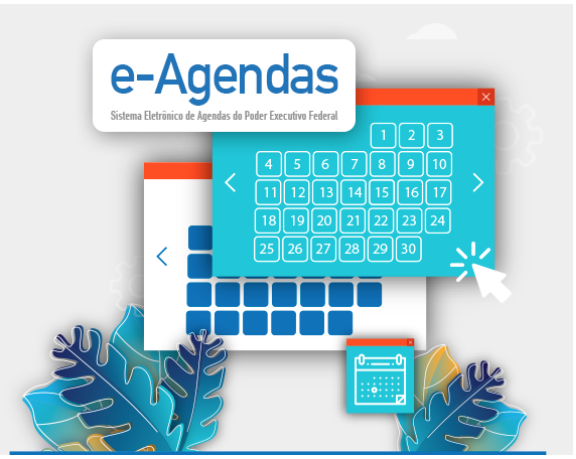 e-Agendas
Sistema Eletrônico de Agendas do Poder Executivo Federal
1 2 3
4 5 6 7 8 9 10
11 12 13 14 15 16 17
18 19 20 21 22 23 24
25 26 27 28 29 30